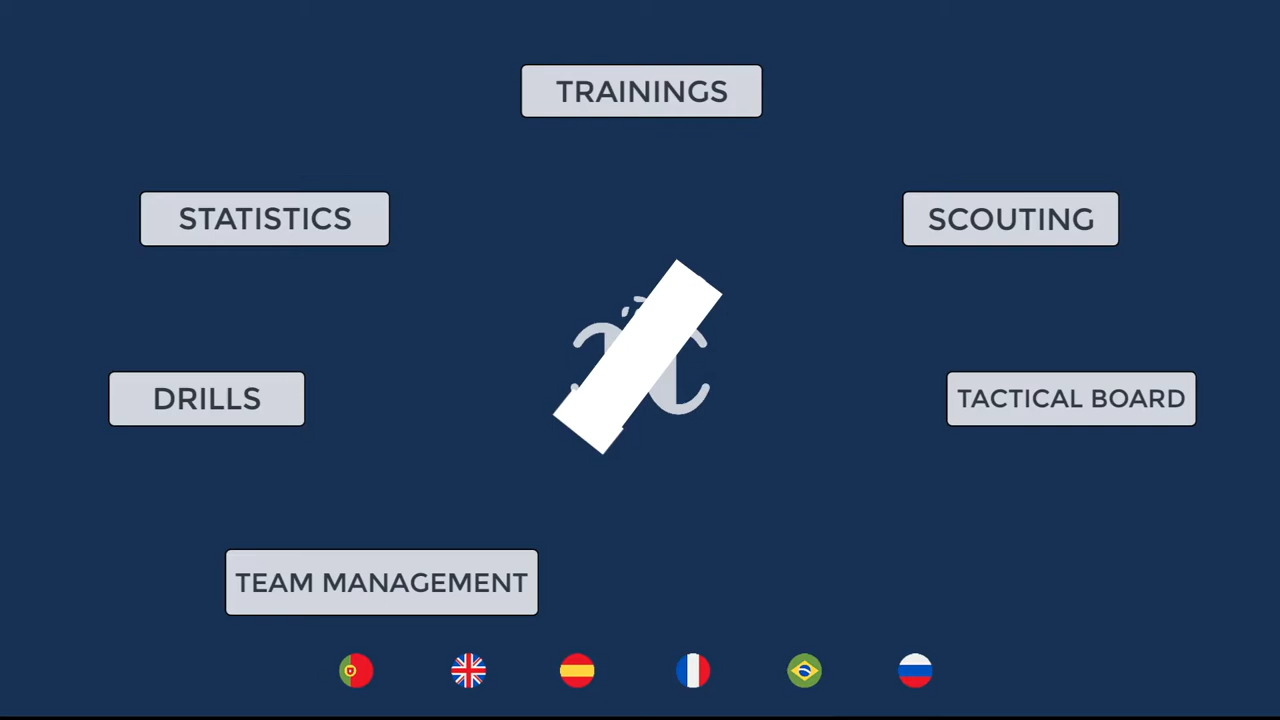 TRAININGS
STATISTICS
SCOUTING
DRILLS
TACTICAL BOARD
TEAM MANAGEMENT